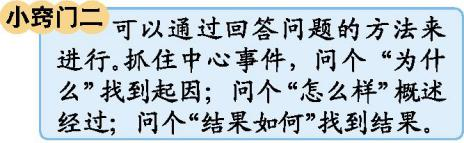 小窍门二
可以通过回答问题的方法来
进行。抓住中心事件，问个“为什
么”找到起因；问个“怎么样”概述
经过；问个“结果如何”找到结果。